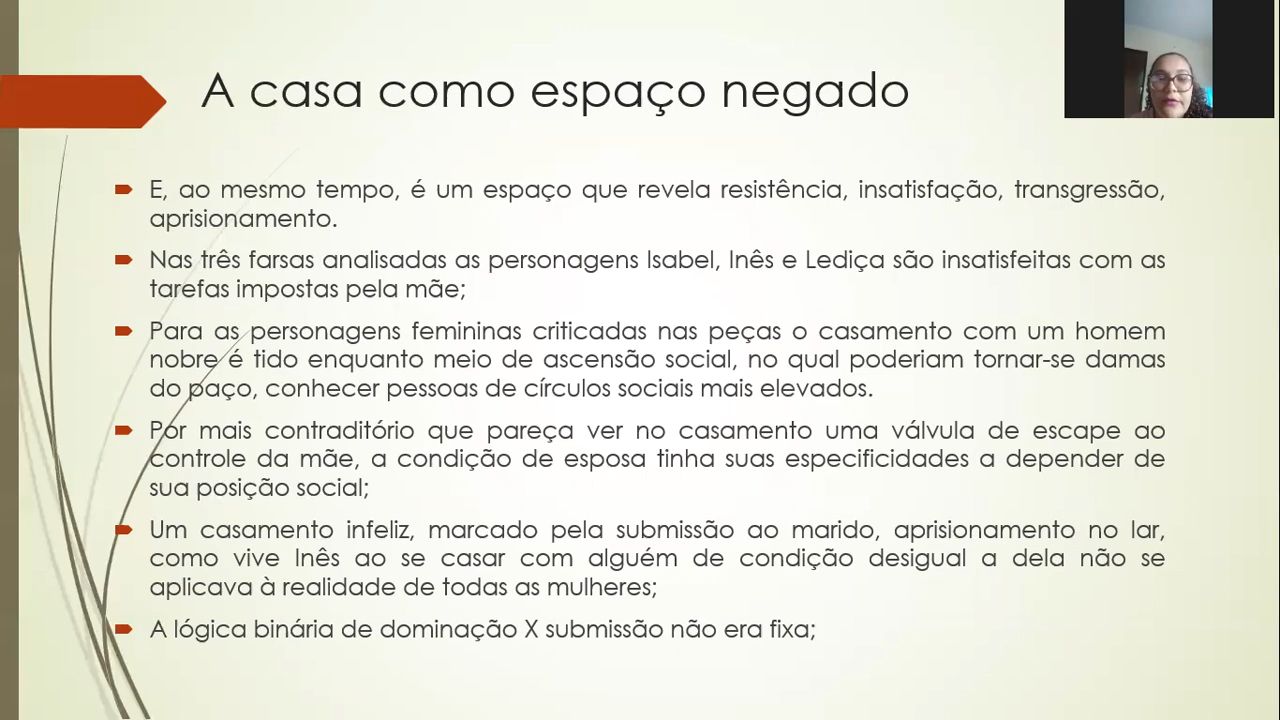 A casa como espaço negado
E, ao mesmo tempo, é um espaço que revela resistência, insatisfação, transgressão,
aprisionamento.
Nas três farsas analisadas as personagens Isabel, Inês e Lediça são insatisfeitas com as
tarefas impostas pela mãe;
Para as personagens femininas criticadas nas peças o casamento com um homem
nobre é tido enquanto meio de ascensão social, no qual poderiam tornar-se damas
do paço, conhecer pessoas de círculos sociais mais elevados.
Por mais contraditório que pareça ver no casamento uma válvula de escape ao
controle da mãe, a condição de esposa tinha suas especificidades a depender de
sua posição social;
Um casamento infeliz, marcado pela submissão ao marido, aprisionamento no lar,
como vive Inês ao se casar com alguém de condição desigual a dela não se
aplicava à realidade de todas as mulheres;
A lógica binária de dominação X submissão não era fixa;